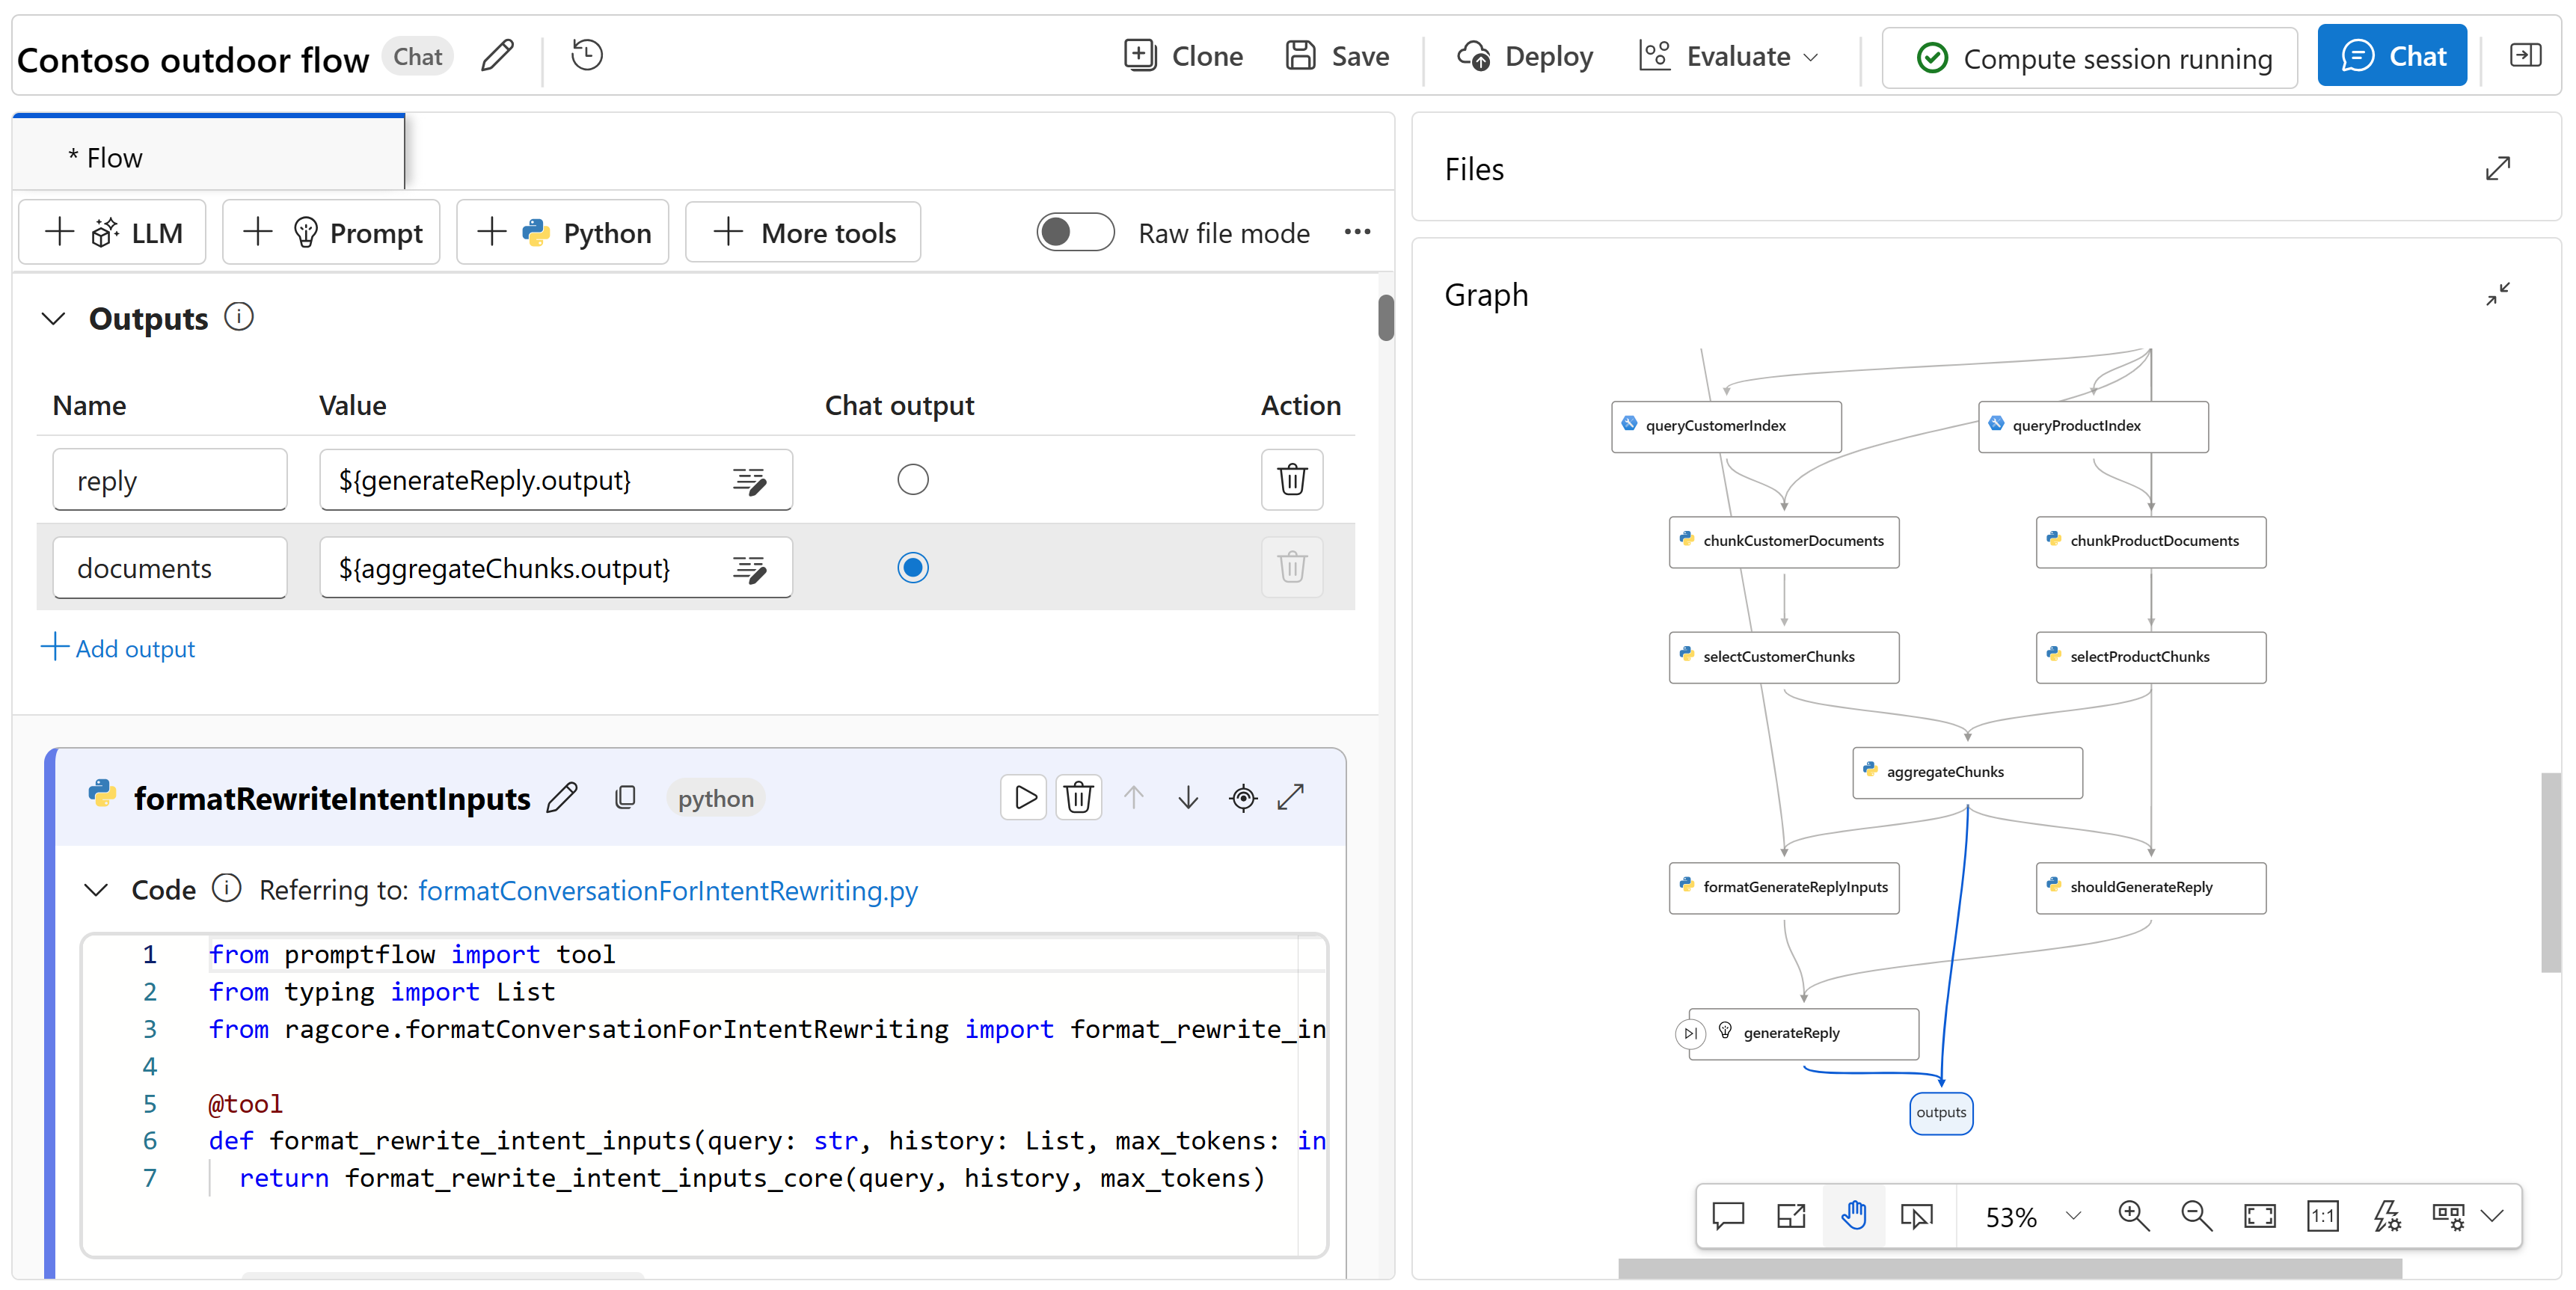 Contoso outdoor flow Chat Clone Save Deploy Evaluate Compute session running Chat
* Flow
LLM Prompt Python More tools Raw file mode
Outputs
Name Value Chat output Action
reply ${generateReply.output}
documents ${aggregateChunks.output}
Add output
formatRewriteIntentInputs python
Code Referring to: formatConversationForIntentRewriting.py
1 from promptflow import tool
2 from typing import List
3 from ragcore.formatConversationForIntentRewriting import format_rewrite_in
4
5 @tool
6 def format_rewrite_intent_inputs(query: str, history: List, max_tokens: in
7 return format_rewrite_intent_inputs_core(query, history, max_tokens)
Files
Graph
queryCustomerIndex queryProductIndex
chunkCustomerDocuments chunkProductDocuments
selectCustomerChunks selectProductChunks
aggregateChunks
formatGenerateReplyInputs shouldGenerateReply
generateReply
outputs
53% 1:1